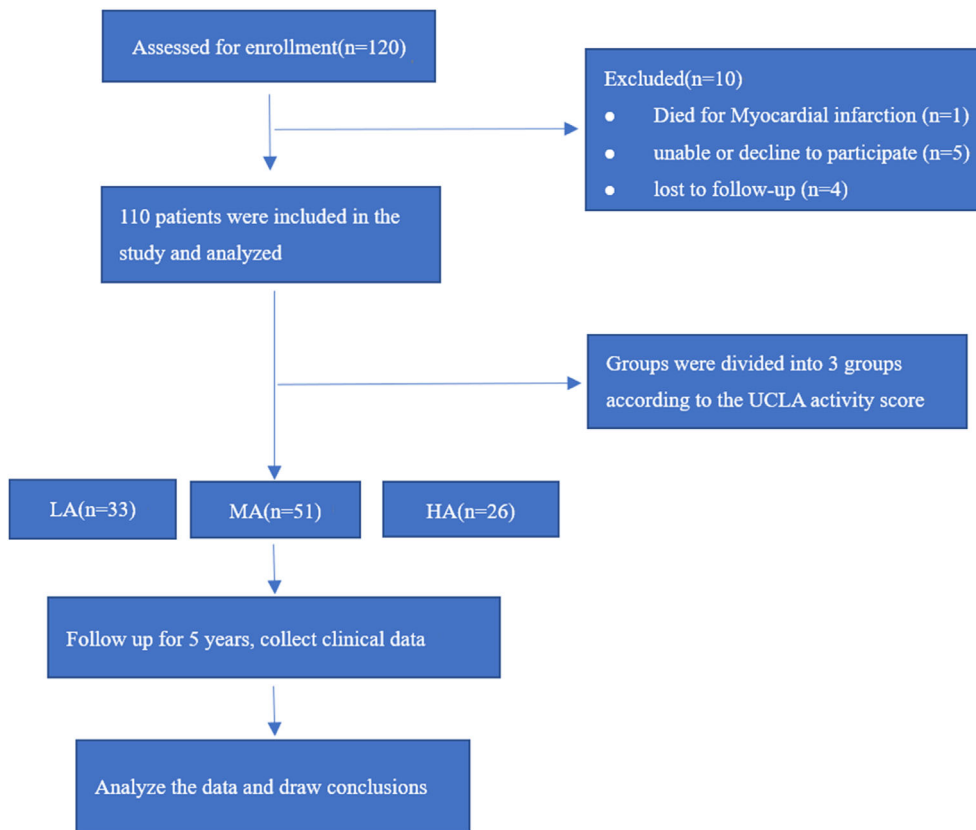 Assessed for enrollment(n=120)
Excluded(n=10)
● Died for Myocardial infarction (n=1)
● unable or decline to participate (n=5)
● lost to follow-up (n=4)
110 patients were included in the
study and analyzed
Groups were divided into 3 groups
according to the UCLA activity score
LA(n=33)
MA(n=51)
HA(n=26)
Follow up for 5 years, collect clinical data
Analyze the data and draw conclusions